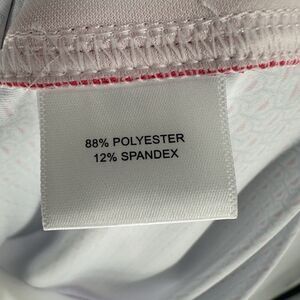 88% POLYESTER
12% SPANDEX